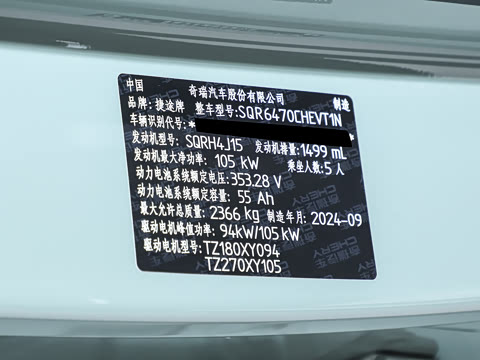 中国 奇瑞汽车股份有限公司 制造
品牌: 捷途牌 整车型号:SQR6470CHEVT1N
车辆识别代号:* *
发动机型号: SQRH4J15 发动机排量:1499 mL
发动机最大净功率: 105 kW 乘坐人数:5 人
动力电池系统额定电压:353.28 V
动力电池系统额定容量: 55 Ah
最大允许总质量: 2366 kg 制造年月: 2024-09
驱动电机峰值功率: 94kW/105 kW
驱动电机型号:TZ180XY094
TZ270XY105